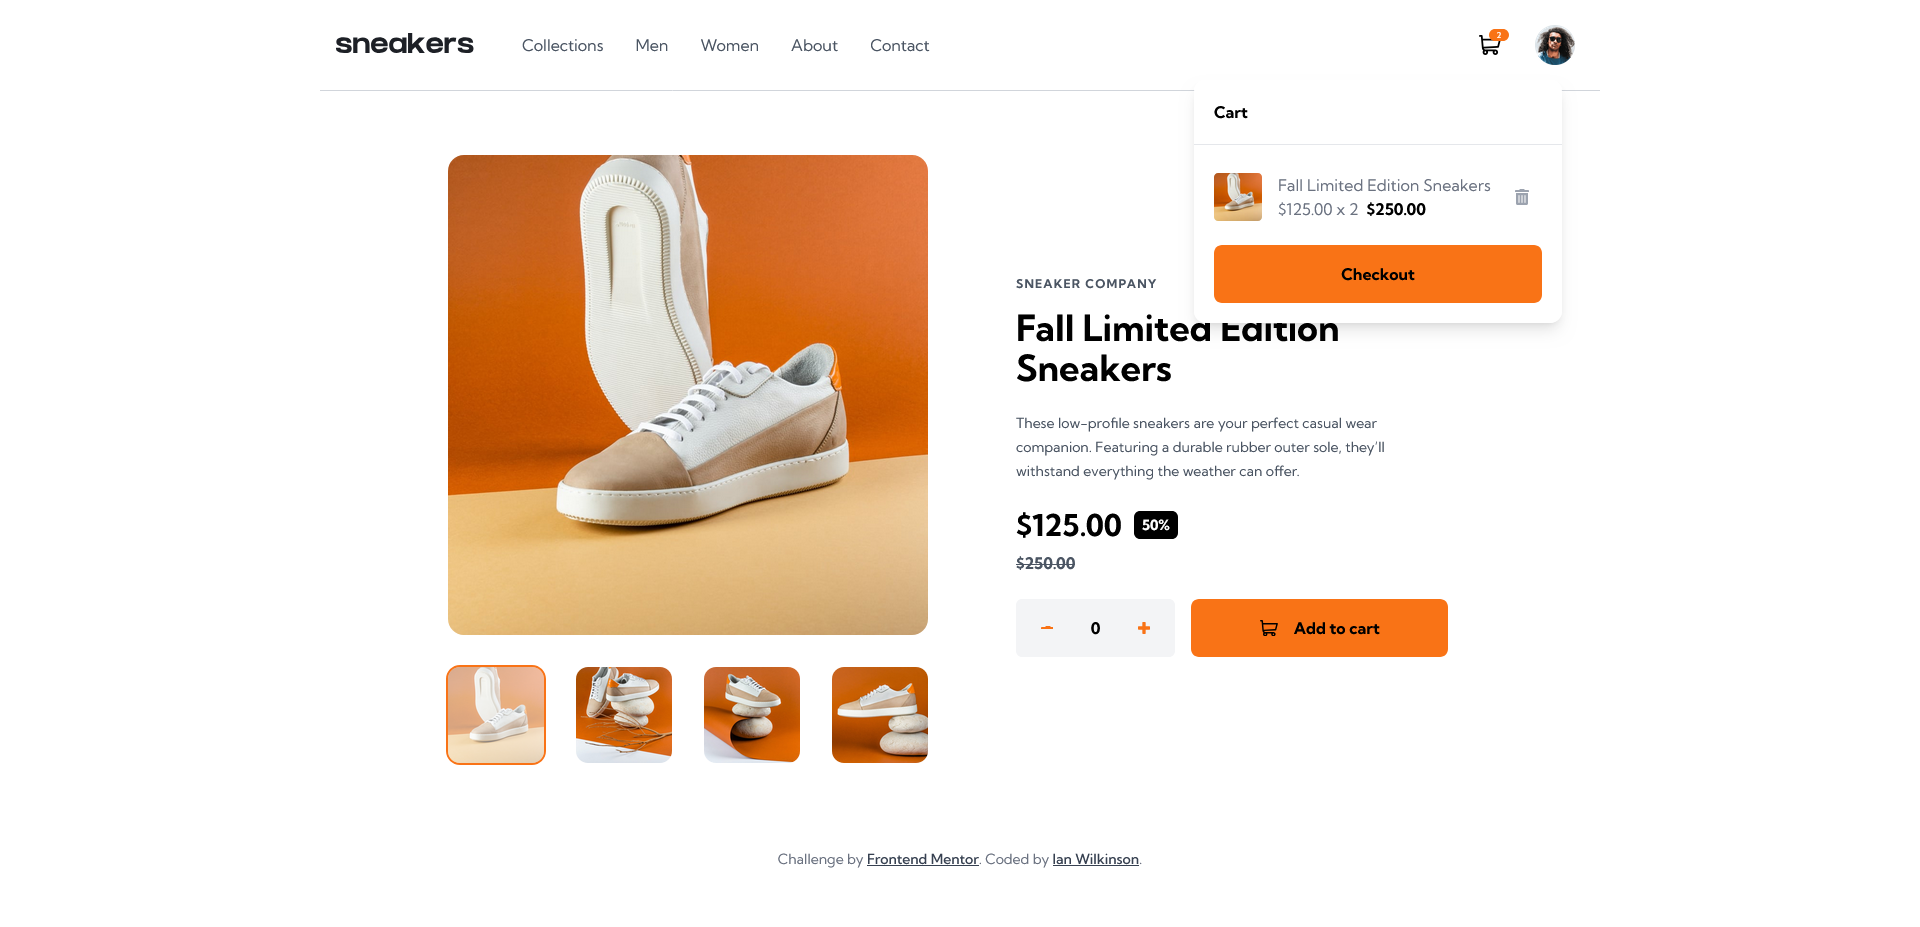 sneakers
Collections
Men
Women
About
Contact
2
Cart
Fall Limited Edition Sneakers
$125.00 x 2 $250.00
Checkout
SNEAKER COMPANY
Fall Limited Edition
Sneakers
These low-profile sneakers are your perfect casual wear
companion. Featuring a durable rubber outer sole, they’ll
withstand everything the weather can offer.
$125.00 50%
$250.00
− 0 +
Add to cart
Challenge by Frontend Mentor. Coded by Ian Wilkinson.